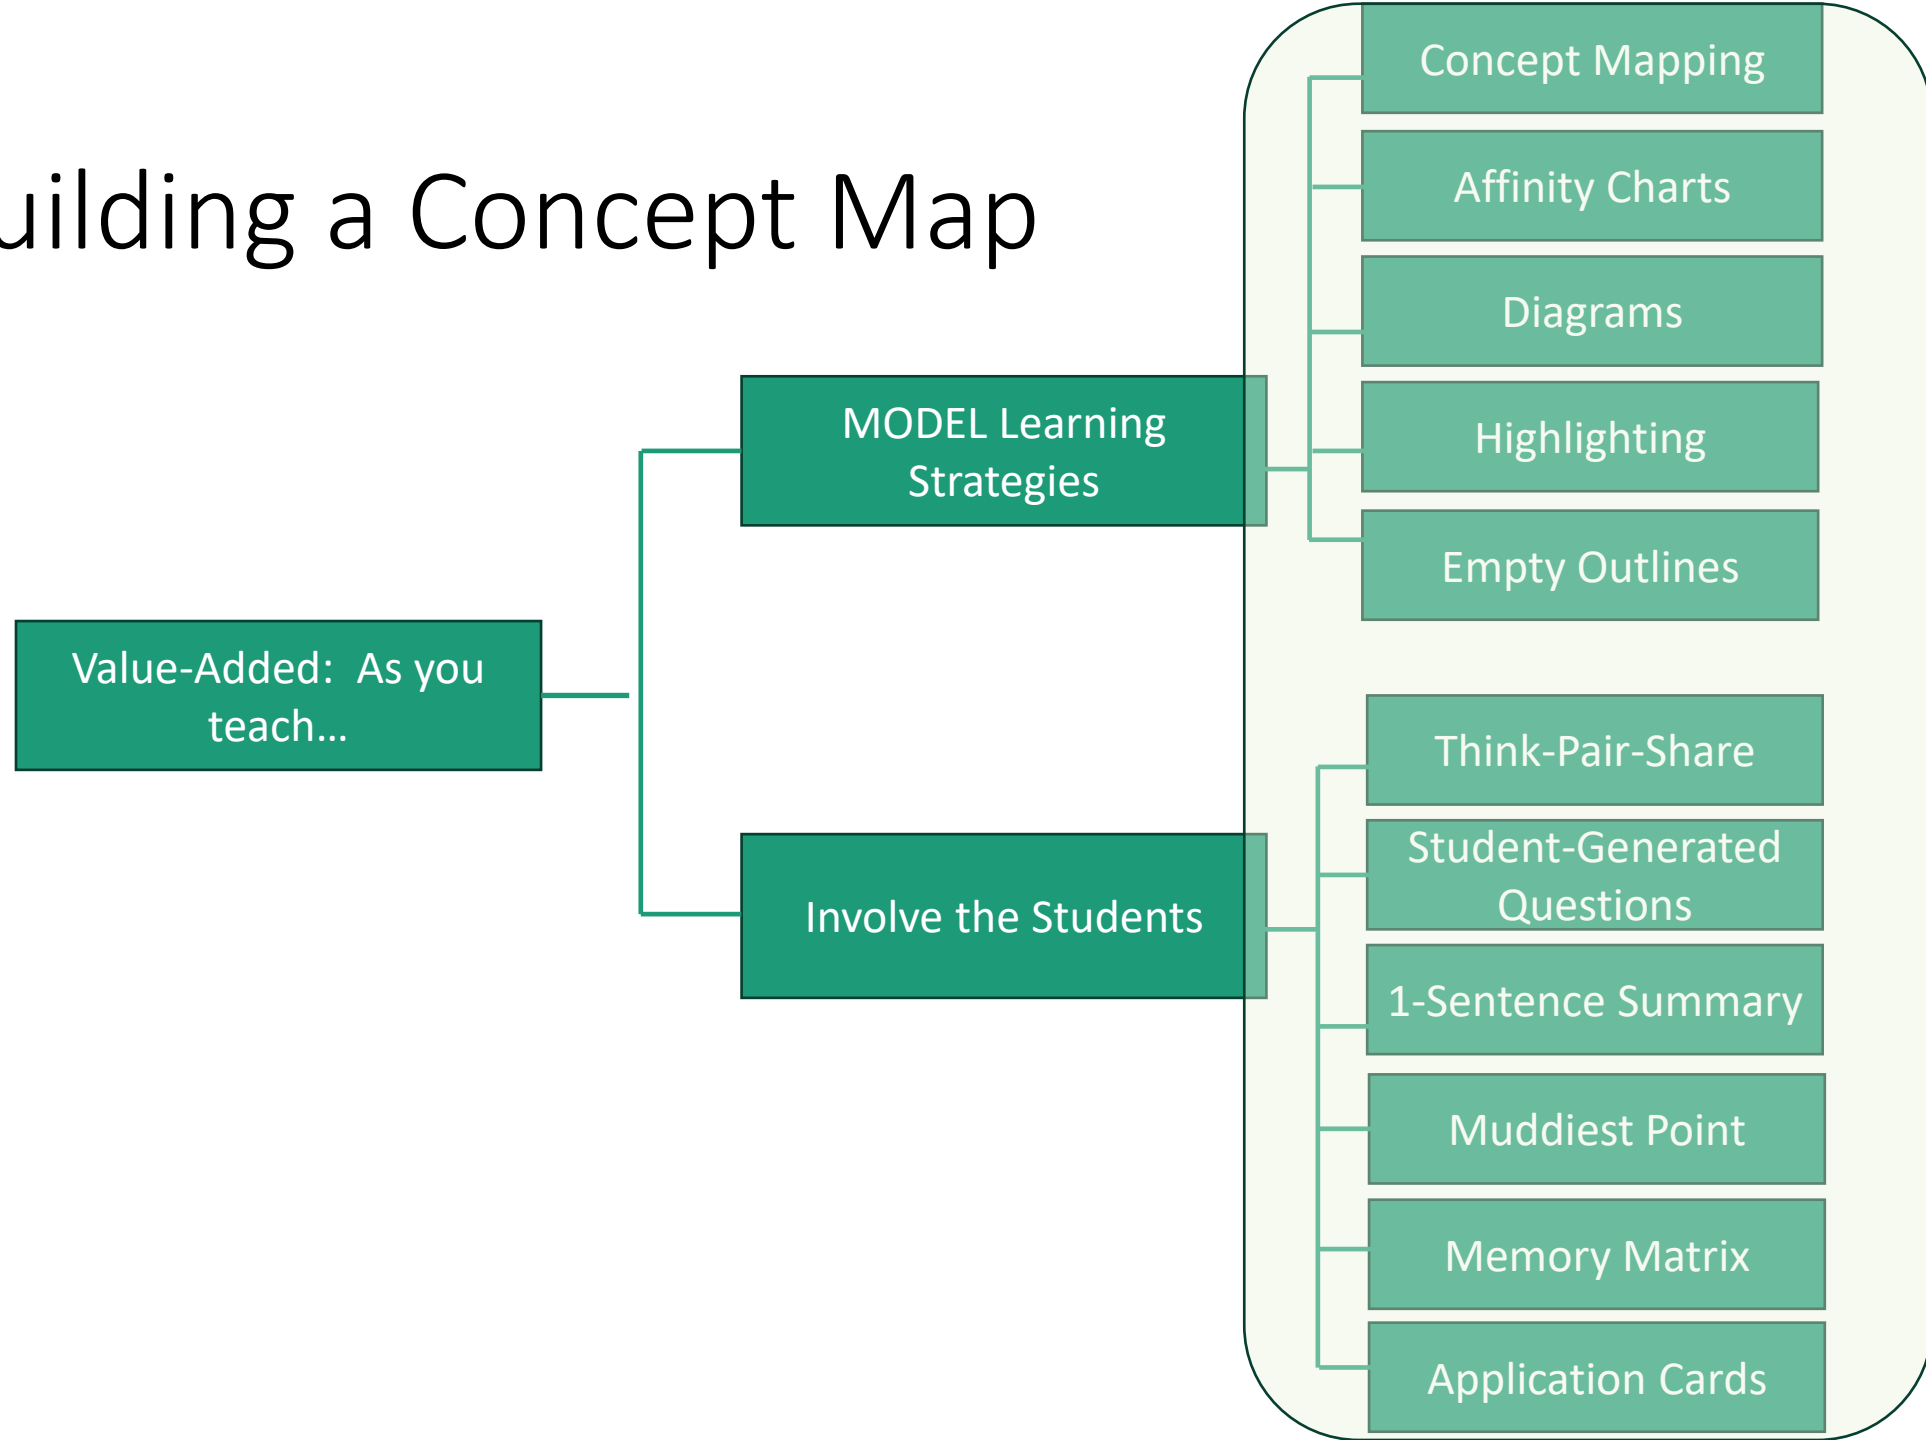 uilding a Concept Map
Value-Added:  As you
teach...
MODEL Learning
Strategies
Involve the Students
Concept Mapping
Affinity Charts
Diagrams
Highlighting
Empty Outlines
Think-Pair-Share
Student-Generated
Questions
1-Sentence Summary
Muddiest Point
Memory Matrix
Application Cards